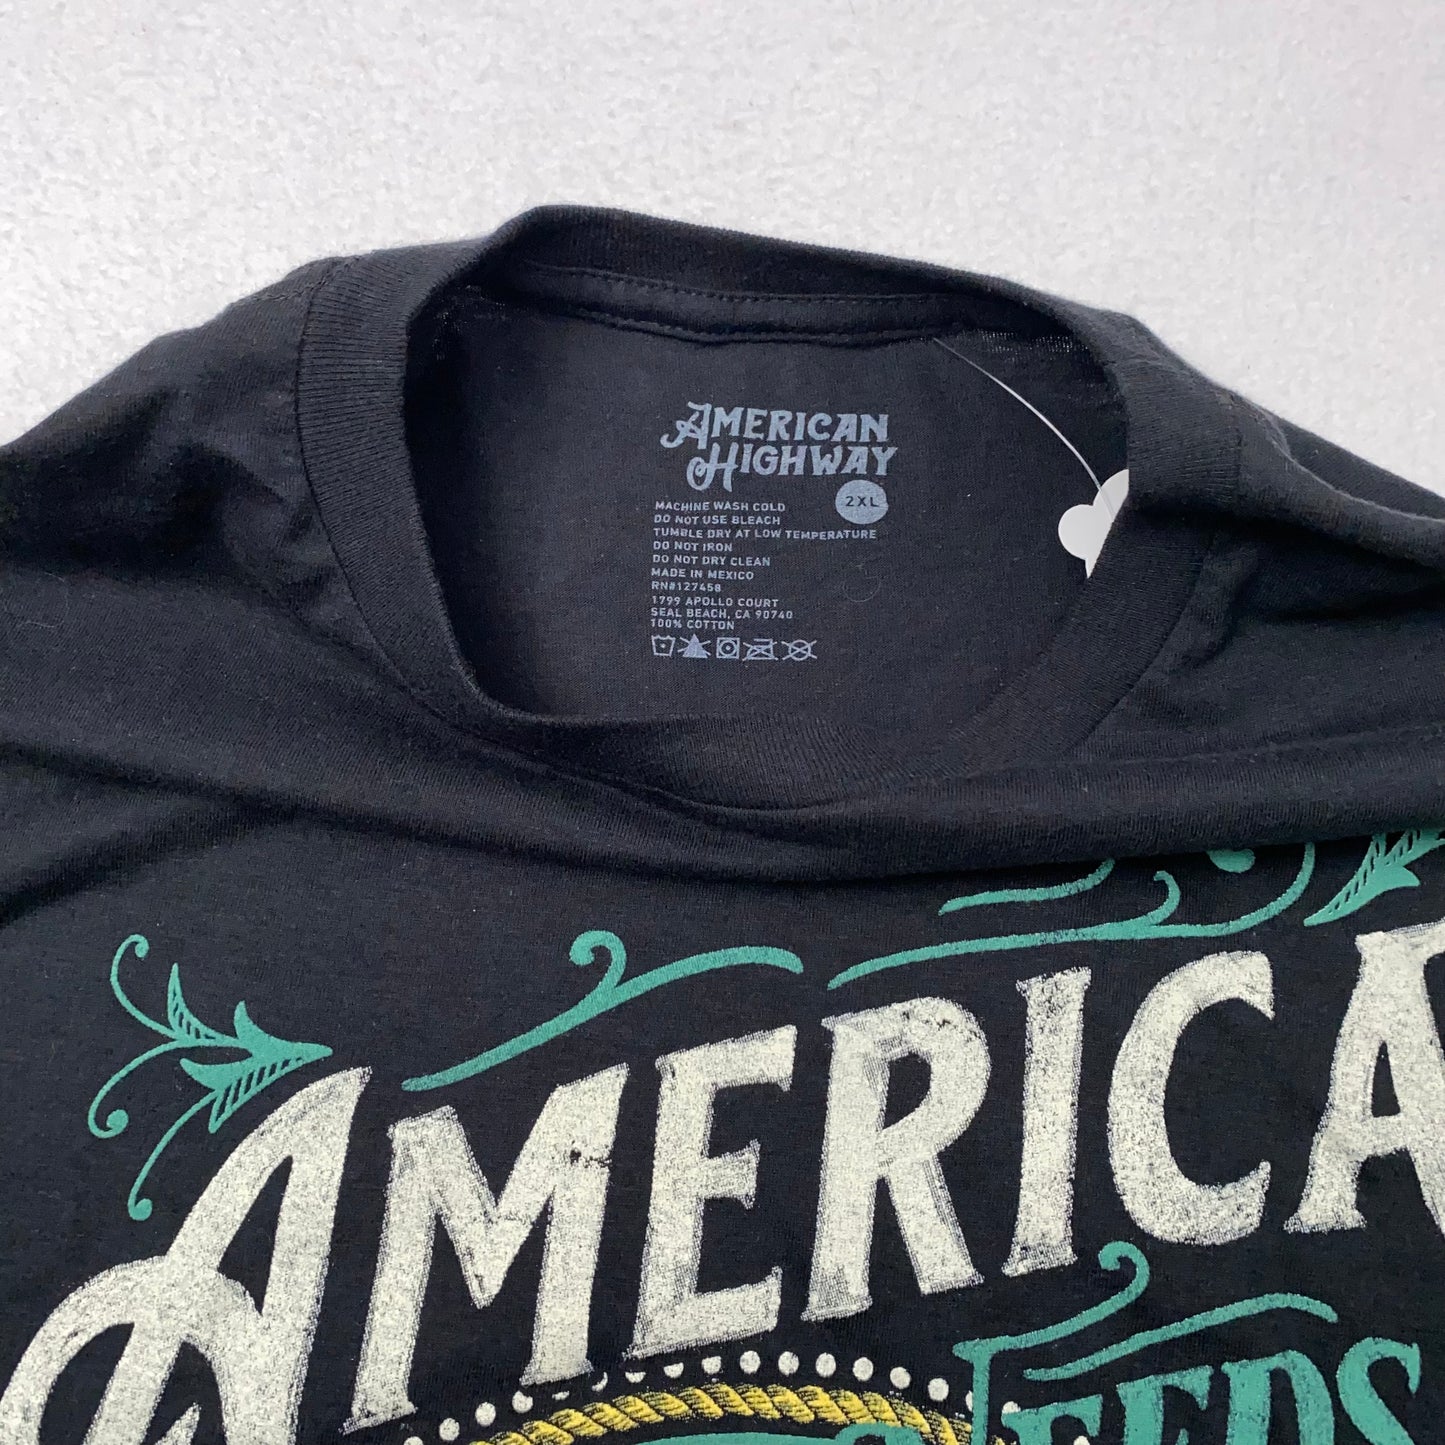 AMERICAN
HIGHWAY
2XL
MACHINE WASH COLD
DO NOT USE BLEACH
TUMBLE DRY AT LOW TEMPERATURE
DO NOT IRON
DO NOT DRY CLEAN
MADE IN MEXICO
RN#127458
1799 APOLLO COURT
SEAL BEACH, CA 90740
100% COTTON
AMERICA